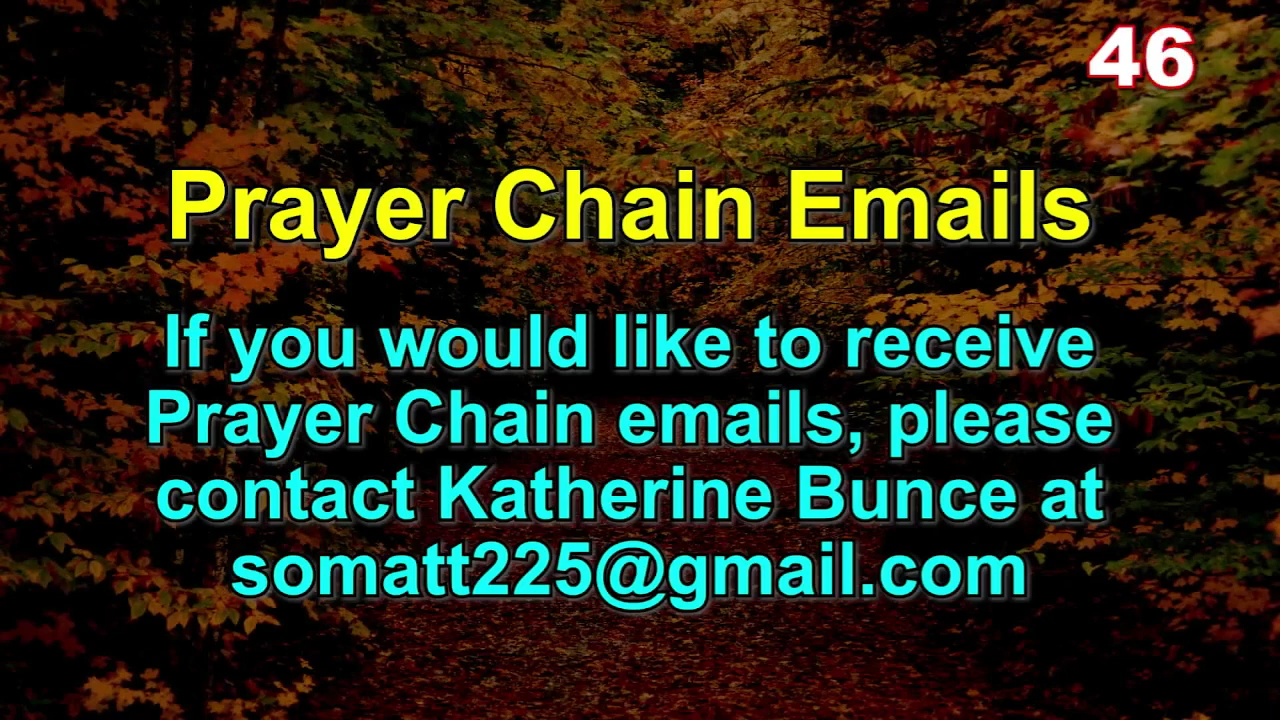 46
Prayer Chain Emails
If you would like to receive
Prayer Chain emails, please
contact Katherine Bunce at
somatt225@gmail.com